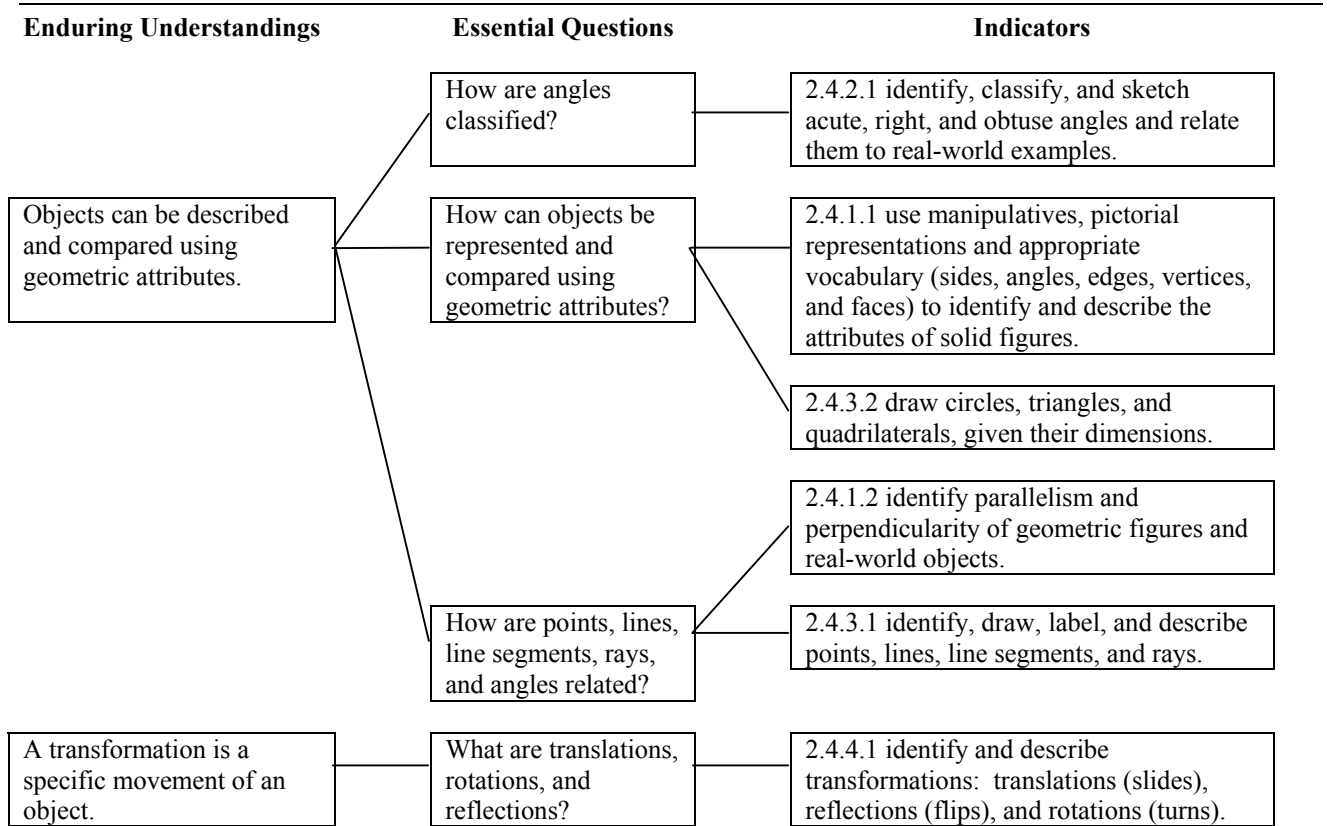 Enduring Understandings
Essential Questions
Indicators
How are angles
classified?
2.4.2.1 identify, classify, and sketch
acute, right, and obtuse angles and relate
them to real-world examples.
Objects can be described
and compared using
geometric attributes.
How can objects be
represented and
compared using
geometric attributes?
2.4.1.1 use manipulatives, pictorial
representations and appropriate
vocabulary (sides, angles, edges, vertices,
and faces) to identify and describe the
attributes of solid figures.
2.4.3.2 draw circles, triangles, and
quadrilaterals, given their dimensions.
2.4.1.2 identify parallelism and
perpendicularity of geometric figures and
real-world objects.
How are points, lines,
line segments, rays,
and angles related?
2.4.3.1 identify, draw, label, and describe
points, lines, line segments, and rays.
A transformation is a
specific movement of an
object.
What are translations,
rotations, and
reflections?
2.4.4.1 identify and describe
transformations:  translations (slides),
reflections (flips), and rotations (turns).